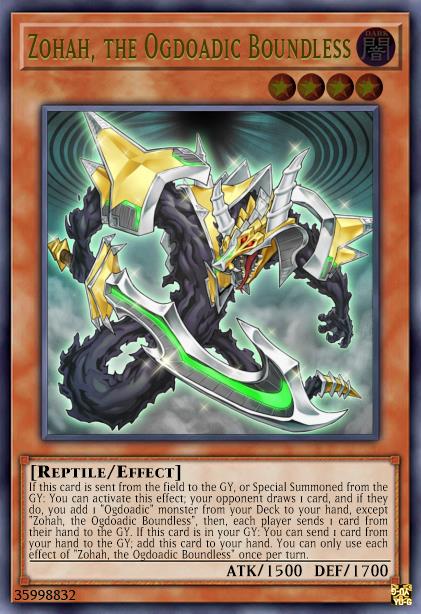 ZOHAH, THE OGDOADIC BOUNDLESS
DARK
闇
[REPTILE/EFFECT]
If this card is sent from the field to the GY, or Special Summoned from the
GY: You can activate this effect; your opponent draws 1 card, and if they
do, you add 1 "Ogdoadic" monster from your Deck to your hand, except
"Zohah, the Ogdoadic Boundless", then, each player sends 1 card from
their hand to the GY. If this card is in your GY: You can send 1 card from
your hand to the GY; add this card to your hand. You can only use each
effect of "Zohah, the Ogdoadic Boundless" once per turn.
ATK/1500 DEF/1700
35998832